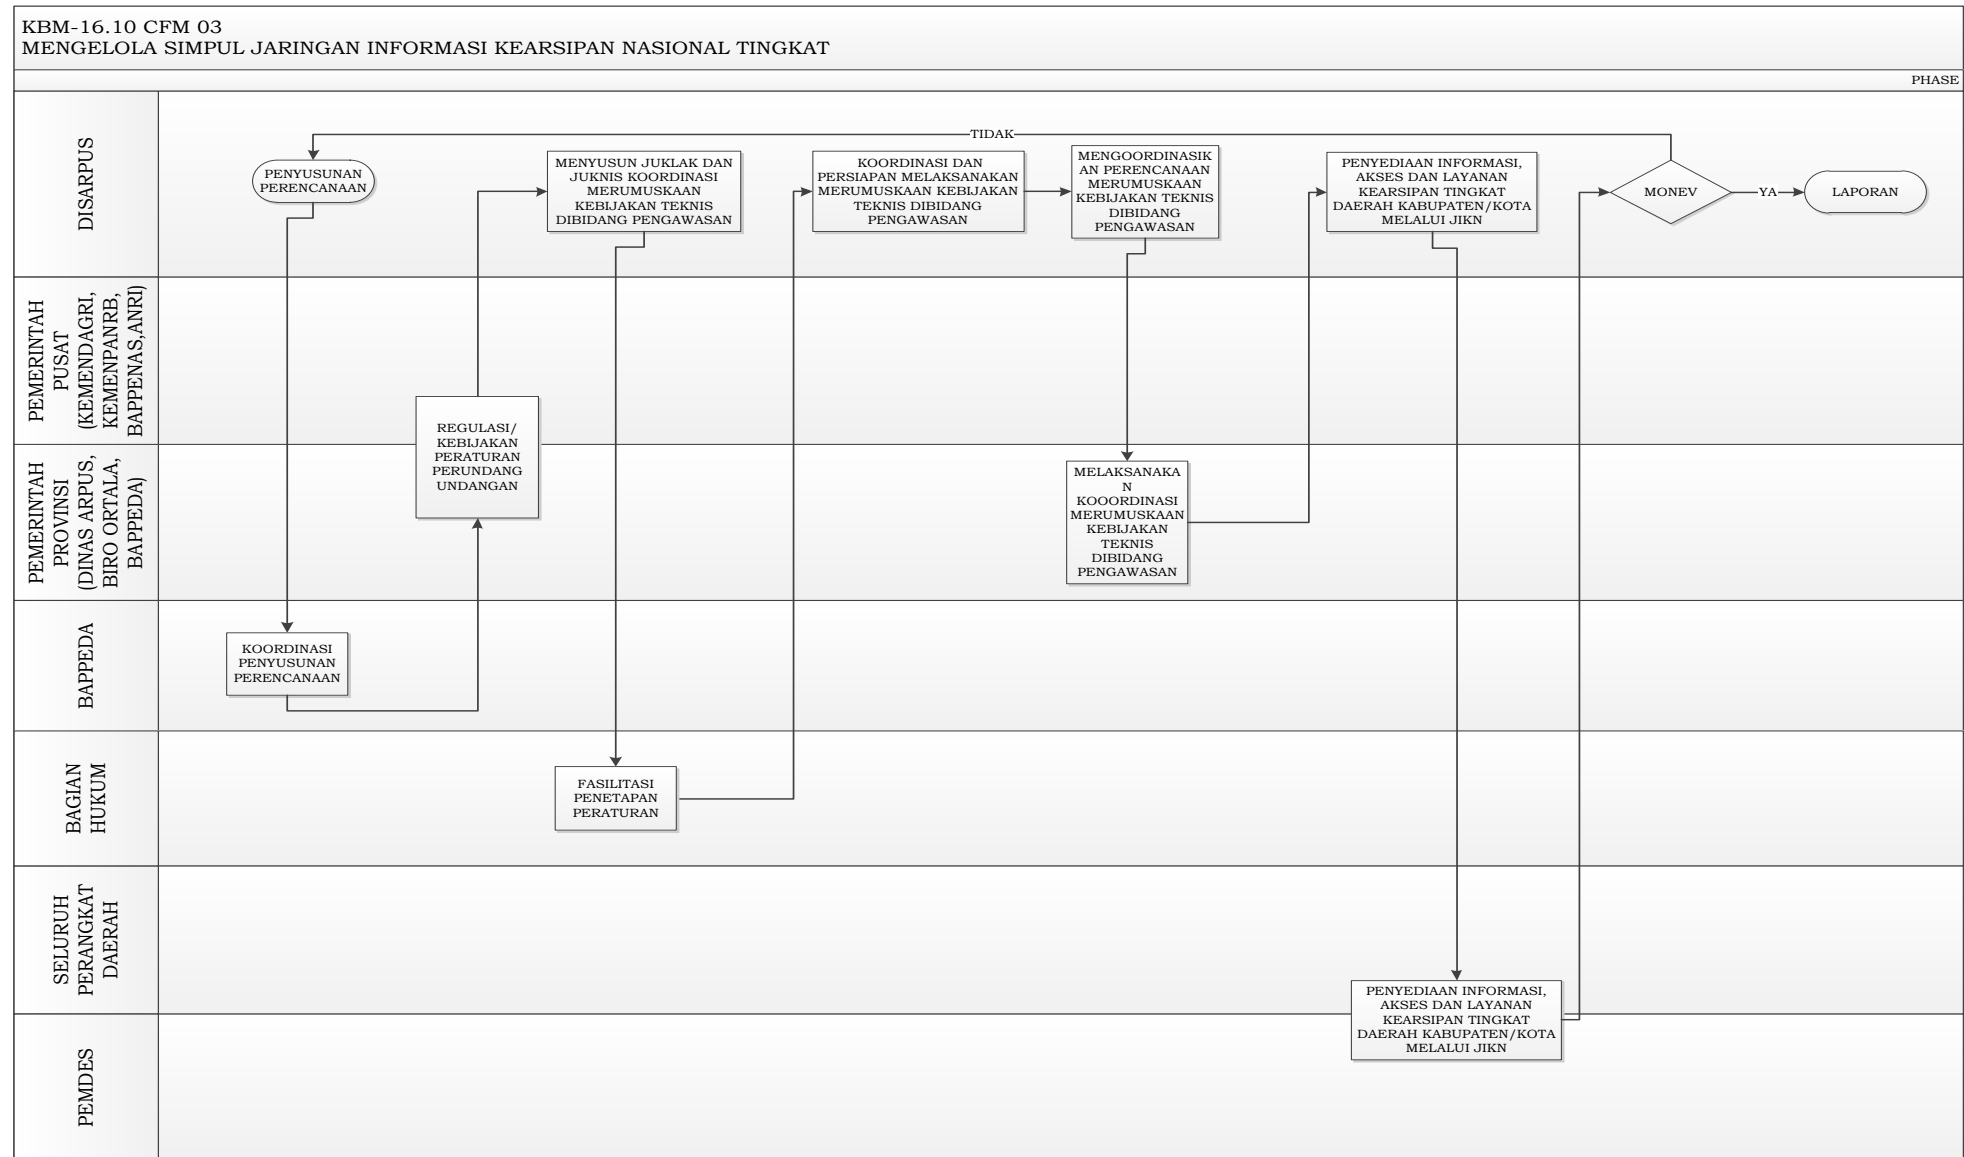 KBM-16.10 CFM 03
MENGELOLA SIMPUL JARINGAN INFORMASI KEARSIPAN NASIONAL TINGKAT
PHASE
DISARPUS
PENYUSUNAN
PERENCANAAN
MENYUSUN JUKLAK DAN
JUKNIS KOORDINASI
MERUMUSKAAN
KEBIJAKAN TEKNIS
DIBIDANG PENGAWASAN
TIDAK
KOORDINASI DAN
PERSIAPAN MELAKSANAKAN
MERUMUSKAAN KEBIJAKAN
TEKNIS DIBIDANG
PENGAWASAN
MENGOORDINASIK
AN PERENCANAAN
MERUMUSKAAN
KEBIJAKAN TEKNIS
DIBIDANG
PENGAWASAN
PENYEDIAAN INFORMASI,
AKSES DAN LAYANAN
KEARSIPAN TINGKAT
DAERAH KABUPATEN/KOTA
MELALUI JIKN
MONEV
YA
LAPORAN
PEMERINTAH
PUSAT
(KEMENDAGRI,
KEMENPANRB,
BAPPENAS,ANRI)
REGULASI/
KEBIJAKAN
PERATURAN
PERUNDANG
UNDANGAN
PEMERINTAH
PROVINSI
(DINAS ARPUS,
BIRO ORTALA,
BAPPEDA)
MELAKSANAKA
N
KOOORDINASI
MERUMUSKAAN
KEBIJAKAN
TEKNIS
DIBIDANG
PENGAWASAN
BAPPEDA
KOORDINASI
PENYUSUNAN
PERENCANAAN
BAGIAN
HUKUM
FASILITASI
PENETAPAN
PERATURAN
SELURUH
PERANGKAT
DAERAH
PENYEDIAAN INFORMASI,
AKSES DAN LAYANAN
KEARSIPAN TINGKAT
DAERAH KABUPATEN/KOTA
MELALUI JIKN
PEMDES